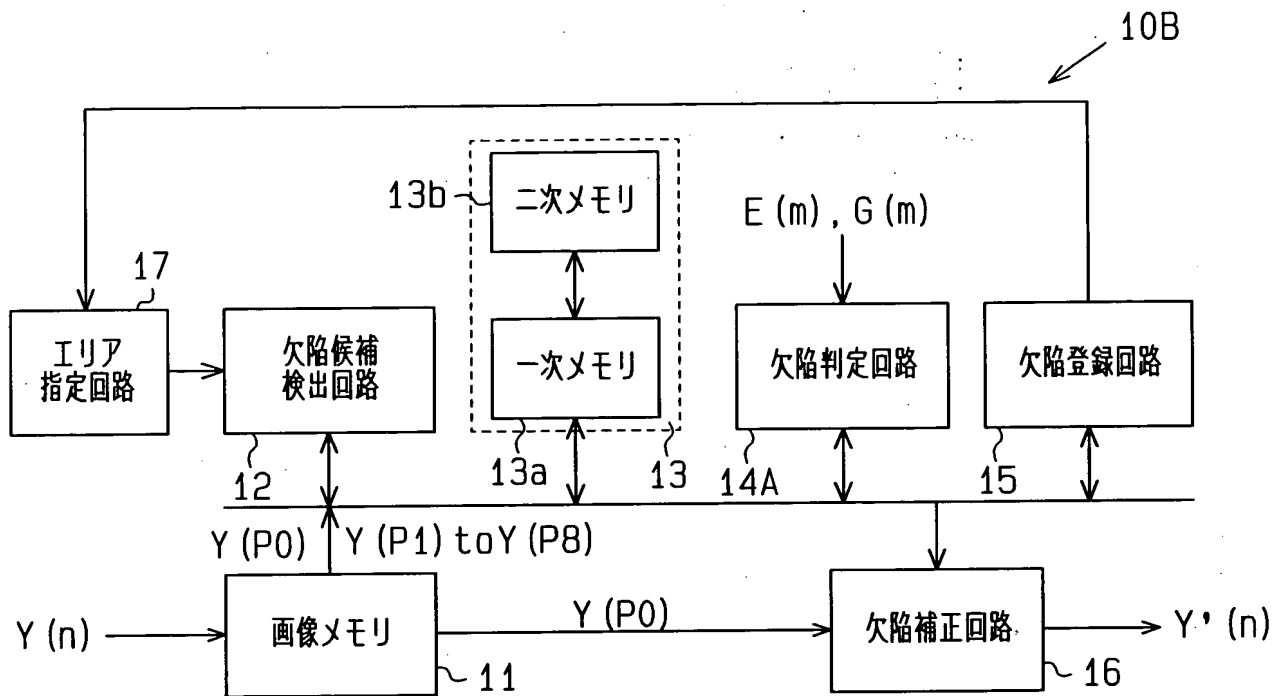 10B
13b
二次メモリ
E(m), G(m)
17
エリア
指定回路
欠陥候補
検出回路
一次メモリ
欠陥判定回路
欠陥登録回路
12
13a
13
14A
15
Y(P0)
Y(P1)toY(P8)
Y(n)
画像メモリ
Y(P0)
欠陥補正回路
Y'(n)
11
16